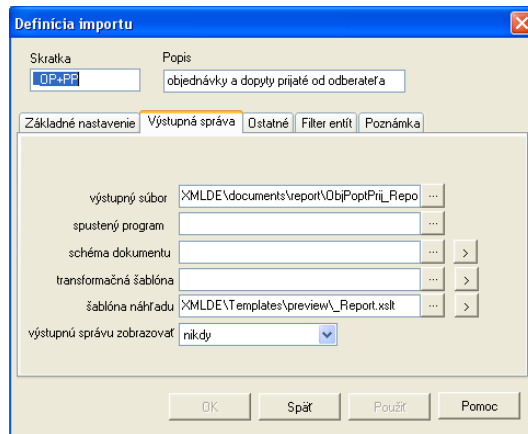 Definícia importu
Skratka
Popis
_OP+PP
objednávky a dopyty prijaté od odberateľa
Základné nastavenie
Výstupná správa
Ostatné
Filter entít
Poznámka
výstupný súbor XMLDE\documents\report\ObjPoptPrij_Repo ...
spustený program ...
schéma dokumentu ... >
transformačná šablóna ... >
šablóna náhľadu XMLDE\Templates\preview\_Report.xslt ... >
výstupnú správu zobrazovať nikdy
OK
Späť
Použiť
Pomoc